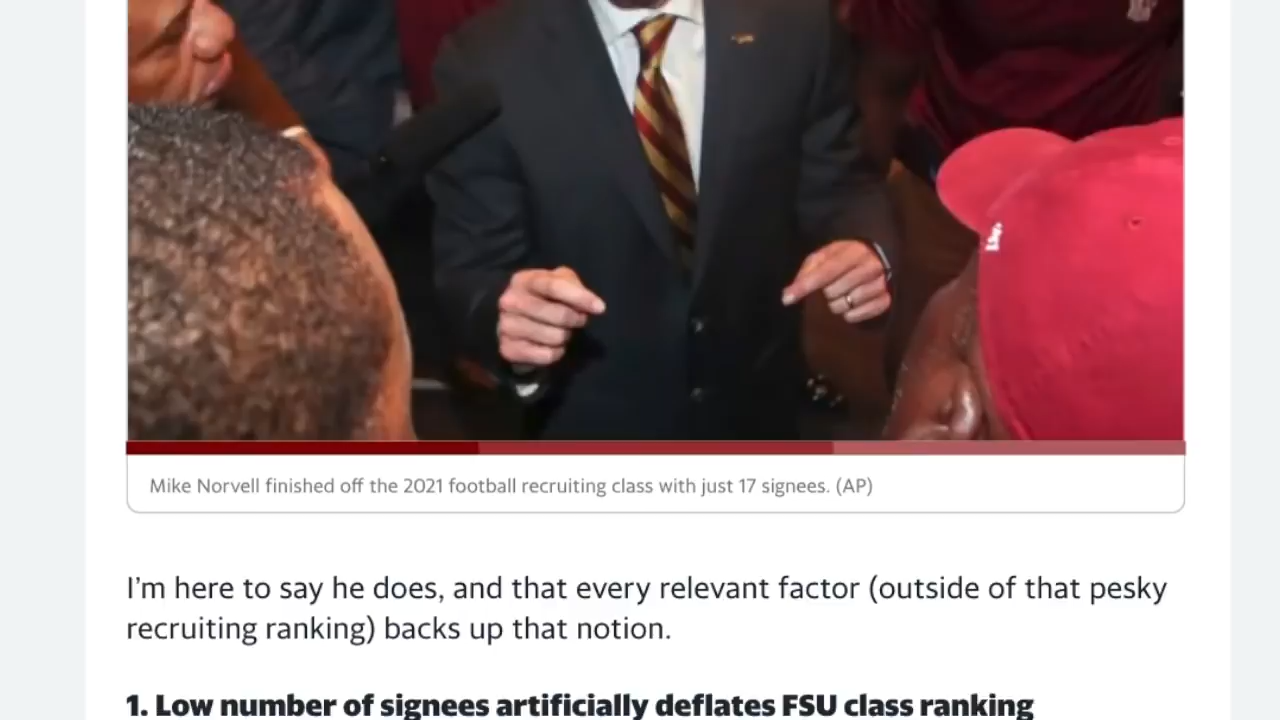 Mike Norvell finished off the 2021 football recruiting class with just 17 signees. (AP)
I'm here to say he does, and that every relevant factor (outside of that pesky
recruiting ranking) backs up that notion.
1. Low number of signees artificially deflates FSU class ranking